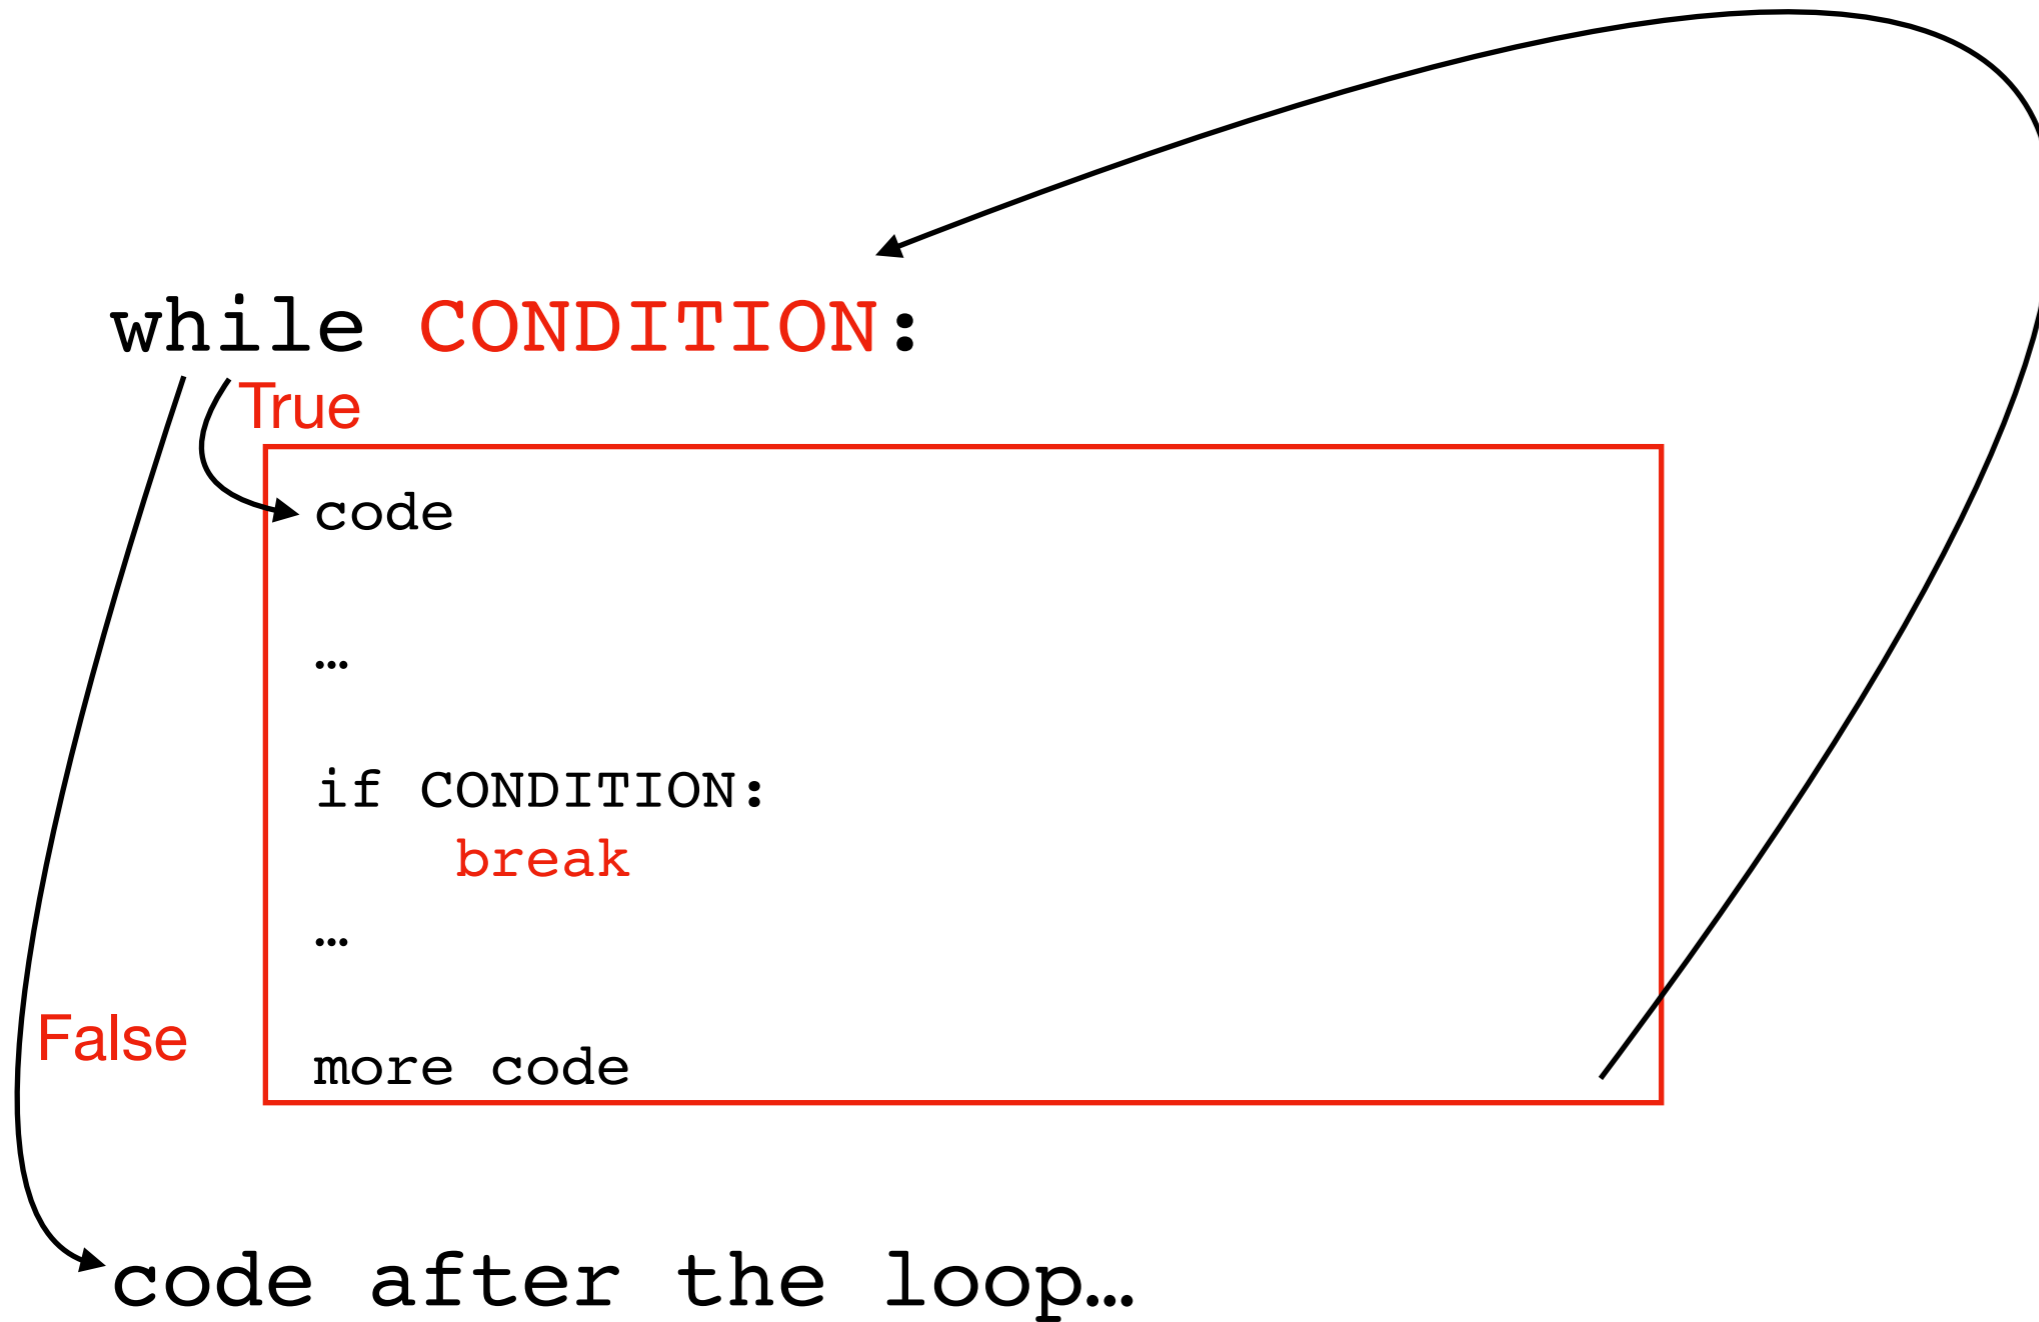 while CONDITION:
True
code
…
if CONDITION:
break
…
False
more code
code after the loop…